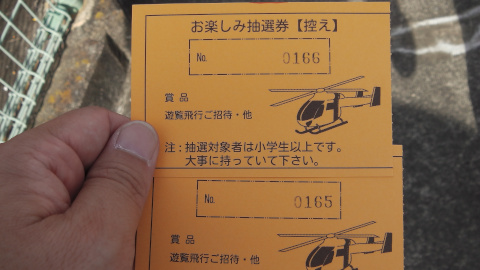 お楽しみ抽選券【控え】
No. 0166
賞品
遊覧飛行ご招待・他
注:抽選対象者は小学生以上です。
大事に持っていて下さい。
No. 0165
賞品
遊覧飛行ご招待・他